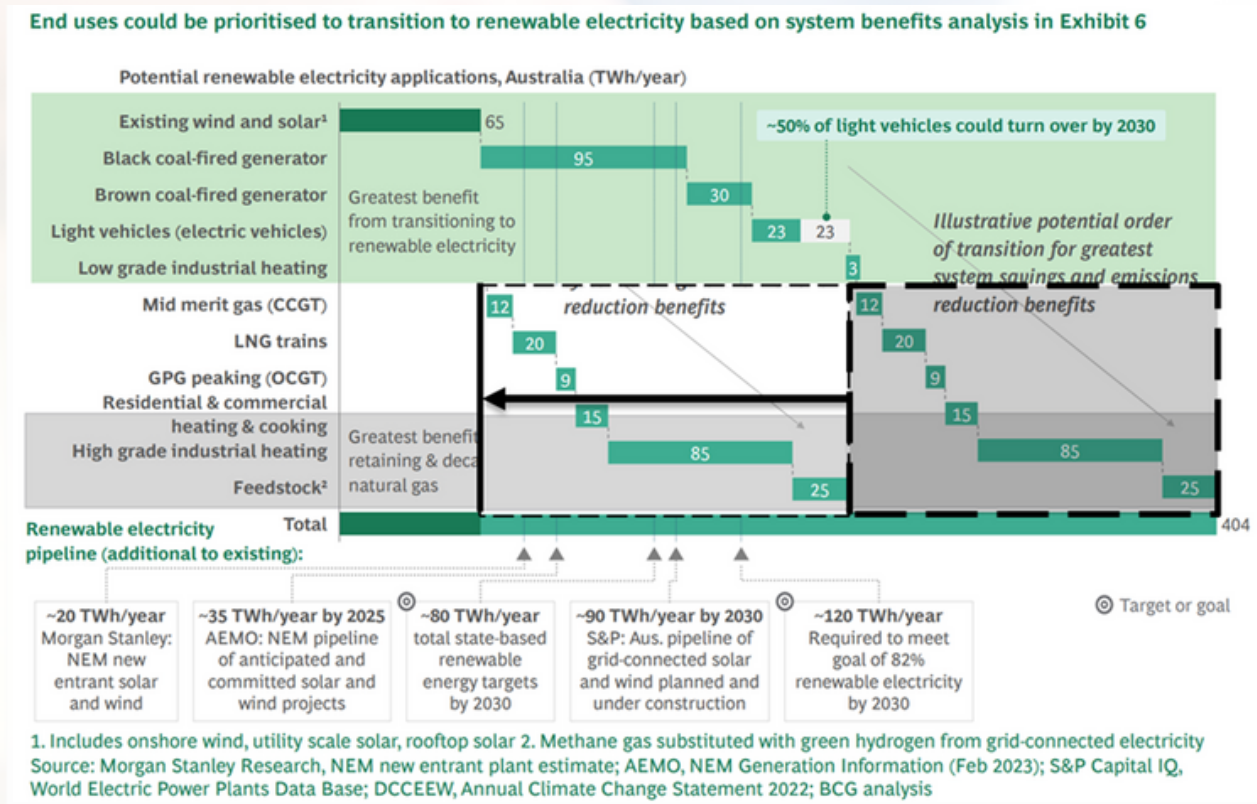 End uses could be prioritised to transition to renewable electricity based on system benefits analysis in Exhibit 6
Potential renewable electricity applications, Australia (TWh/year)
Existing wind and solar¹ 65
~50% of light vehicles could turn over by 2030
Black coal-fired generator 95
Brown coal-fired generator 30
Greatest benefit
from transitioning to
renewable electricity
Light vehicles (electric vehicles) 23 23
Illustrative potential order
of transition for greatest
system savings and emissions
reduction benefits
Low grade industrial heating 3
reduction benefits
Mid merit gas (CCGT) 12 12
LNG trains 20 20
GPG peaking (OCGT) 9 9
Residential & commercial
heating & cooking 15 15
High grade industrial heating 85 85
Greatest benefit
retaining & deca
natural gas
Feedstock² 25 25
Total 404
Renewable electricity
pipeline (additional to existing):
~20 TWh/year
Morgan Stanley:
NEM new
entrant solar
and wind
~35 TWh/year by 2025
AEMO: NEM pipeline
of anticipated and
committed solar and
wind projects
~80 TWh/year
total state-based
renewable
energy targets
by 2030
~90 TWh/year by 2030
S&P: Aus. pipeline of
grid-connected solar
and wind planned and
under construction
~120 TWh/year
Required to meet
goal of 82%
renewable electricity
by 2030
Target or goal
1. Includes onshore wind, utility scale solar, rooftop solar 2. Methane gas substituted with green hydrogen from grid-connected electricity
Source: Morgan Stanley Research, NEM new entrant plant estimate; AEMO, NEM Generation Information (Feb 2023); S&P Capital IQ,
World Electric Power Plants Data Base; DCCEEW, Annual Climate Change Statement 2022; BCG analysis